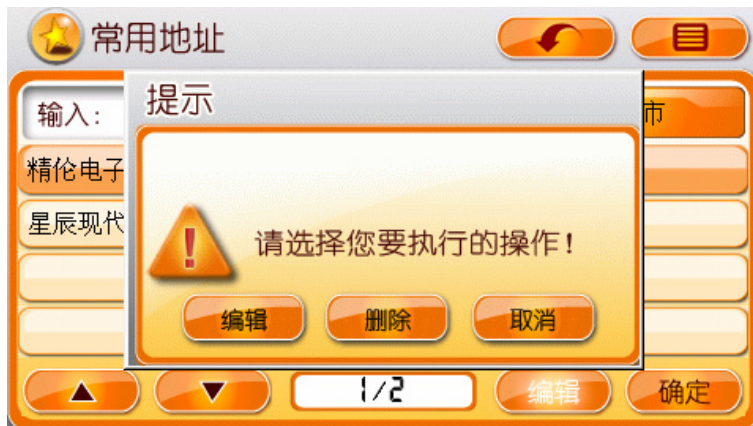 常用地址
输入:
市
提示
精伦电子
星辰现代
请选择您要执行的操作!
编辑 删除 取消
1/2 编辑 确定